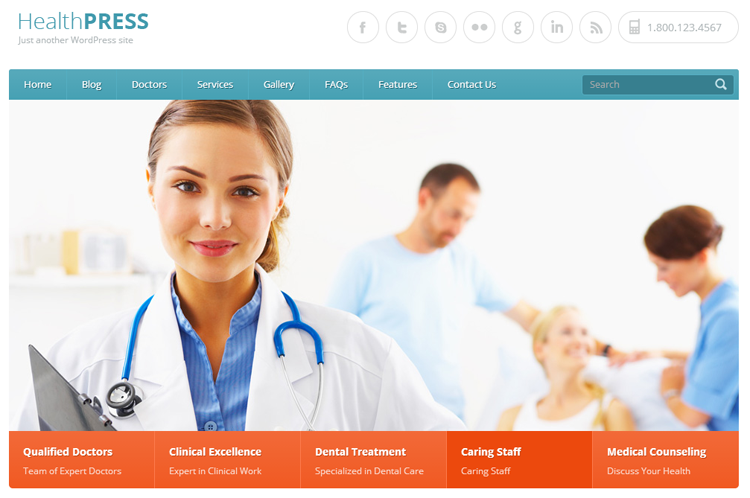 HealthPRESS
Just another WordPress site
1.800.123.4567
Home Blog Doctors Services Gallery FAQs Features Contact Us Search
Qualified Doctors Clinical Excellence Dental Treatment Caring Staff Medical Counseling
Team of Expert Doctors Expert in Clinical Work Specialized in Dental Care Caring Staff Discuss Your Health